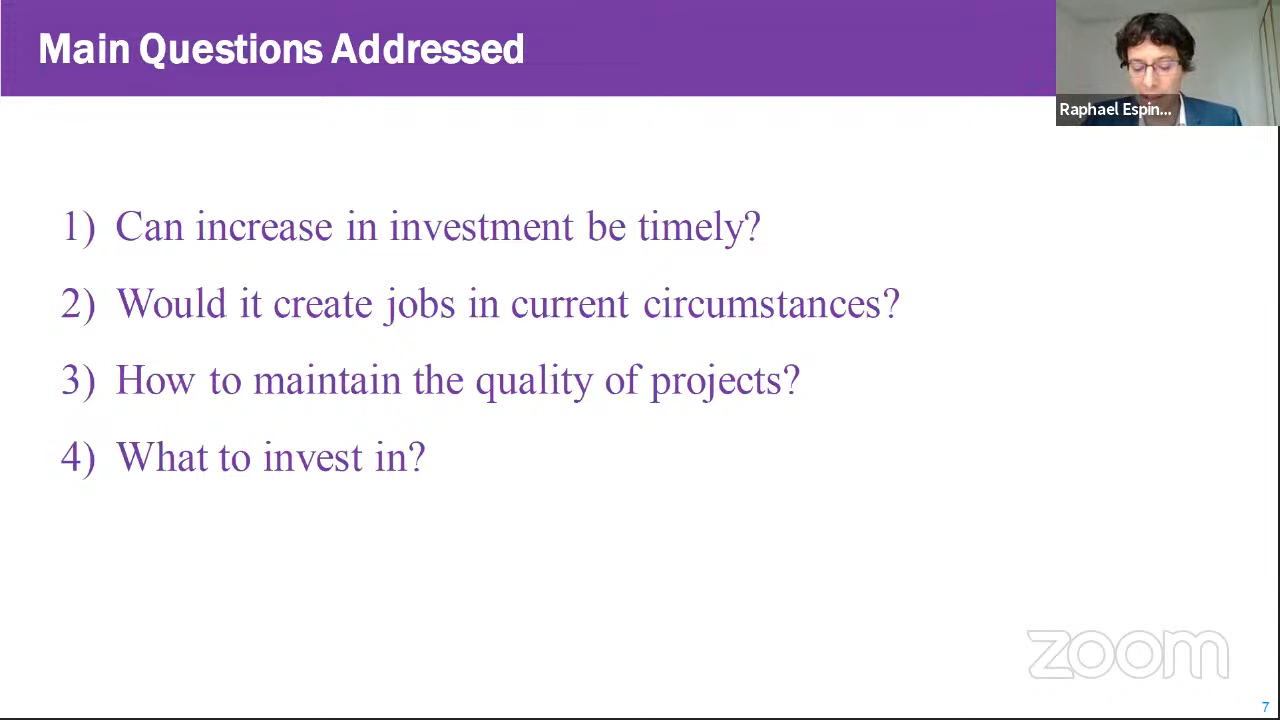 Main Questions Addressed
Raphael Espin...
1) Can increase in investment be timely?
2) Would it create jobs in current circumstances?
3) How to maintain the quality of projects?
4) What to invest in?
zoom
7